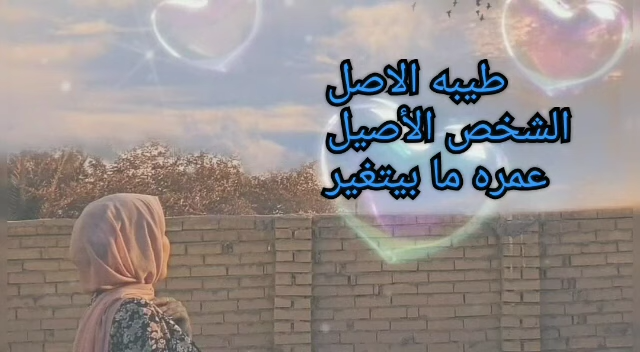 طيبه الاصل
الشخص الأصيل
عمره ما بيتغير